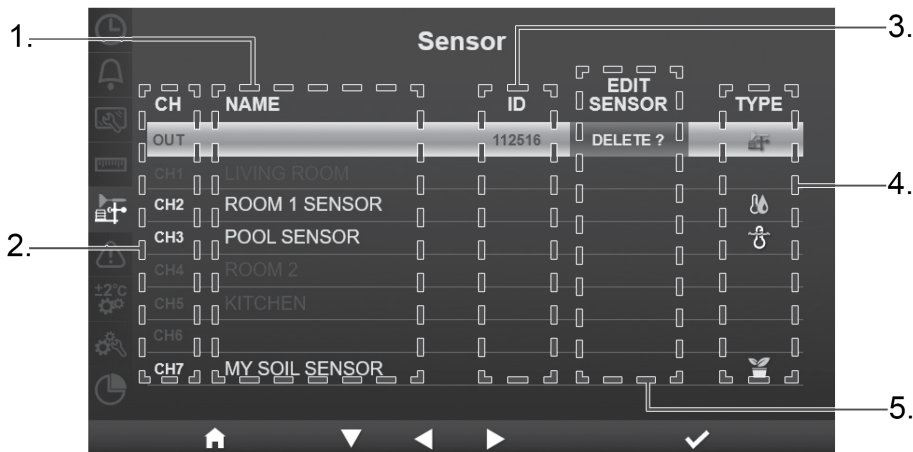 1.
3.
Sensor
CH NAME ID EDIT SENSOR TYPE
OUT 112516 DELETE ?
CH1 LIVING ROOM
4.
CH2 ROOM 1 SENSOR
2.
CH3 POOL SENSOR
CH4 ROOM 2
±2°C
CH5 KITCHEN
CH6
CH7 MY SOIL SENSOR
5.